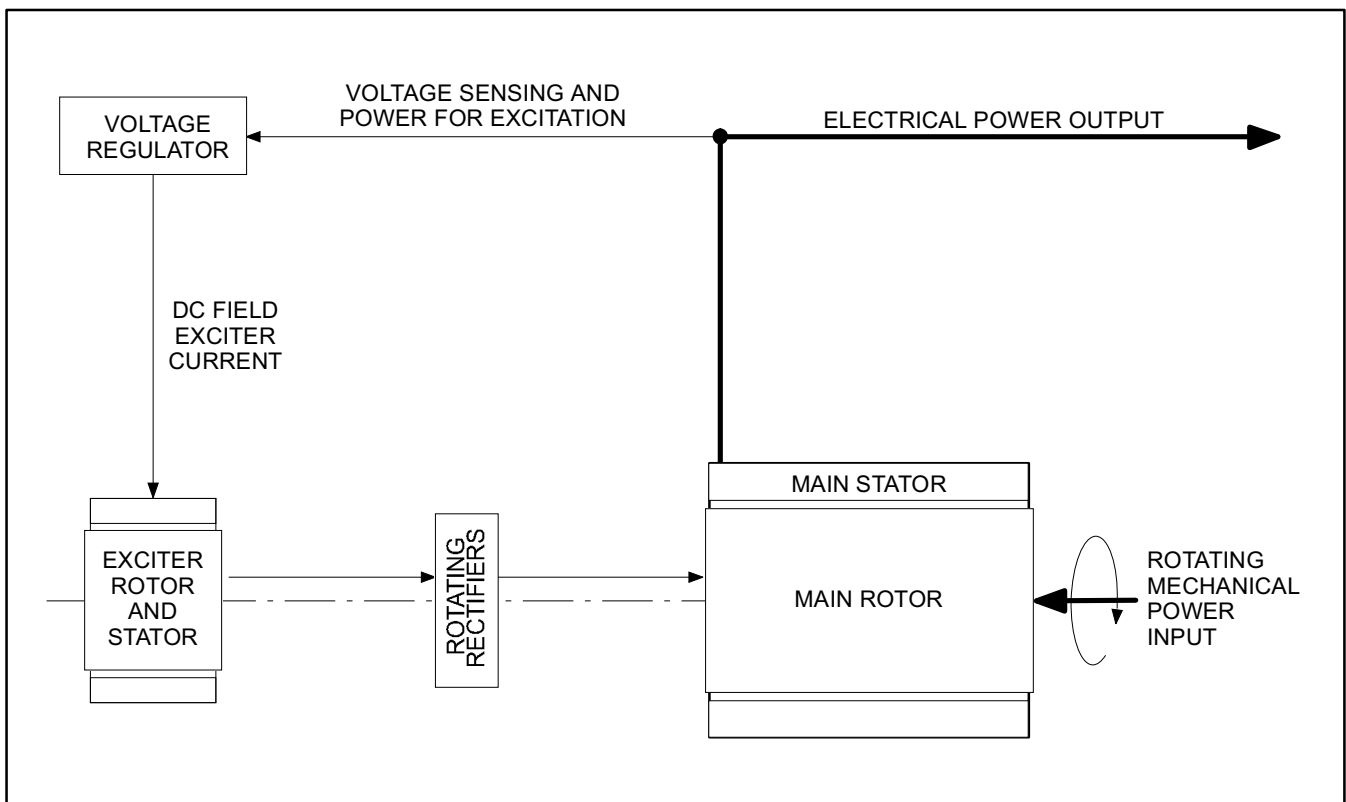 VOLTAGE SENSING AND
POWER FOR EXCITATION
ELECTRICAL POWER OUTPUT
VOLTAGE
REGULATOR
DC FIELD
EXCITER
CURRENT
MAIN STATOR
EXCITER
ROTOR
AND
STATOR
ROTATING
RECTIFIERS
MAIN ROTOR
ROTATING
MECHANICAL
POWER
INPUT